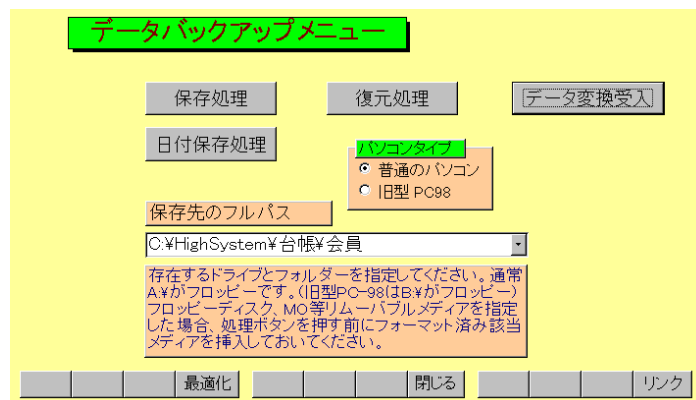 データバックアップメニュー
保存処理
復元処理
データ変換受入
日付保存処理
パソコンタイプ
普通のパソコン
旧型 PC98
保存先のフルパス
C:¥HighSystem¥台帳¥会員
存在するドライブとフォルダーを指定してください。通常
A:¥がフロッピーです。(旧型PC-98はB:¥がフロッピー)
フロッピーディスク、MO等リムーバブルメディアを指定
した場合、処理ボタンを押す前にフォーマット済み該当
メディアを挿入しておいてください。
最適化
閉じる
リンク